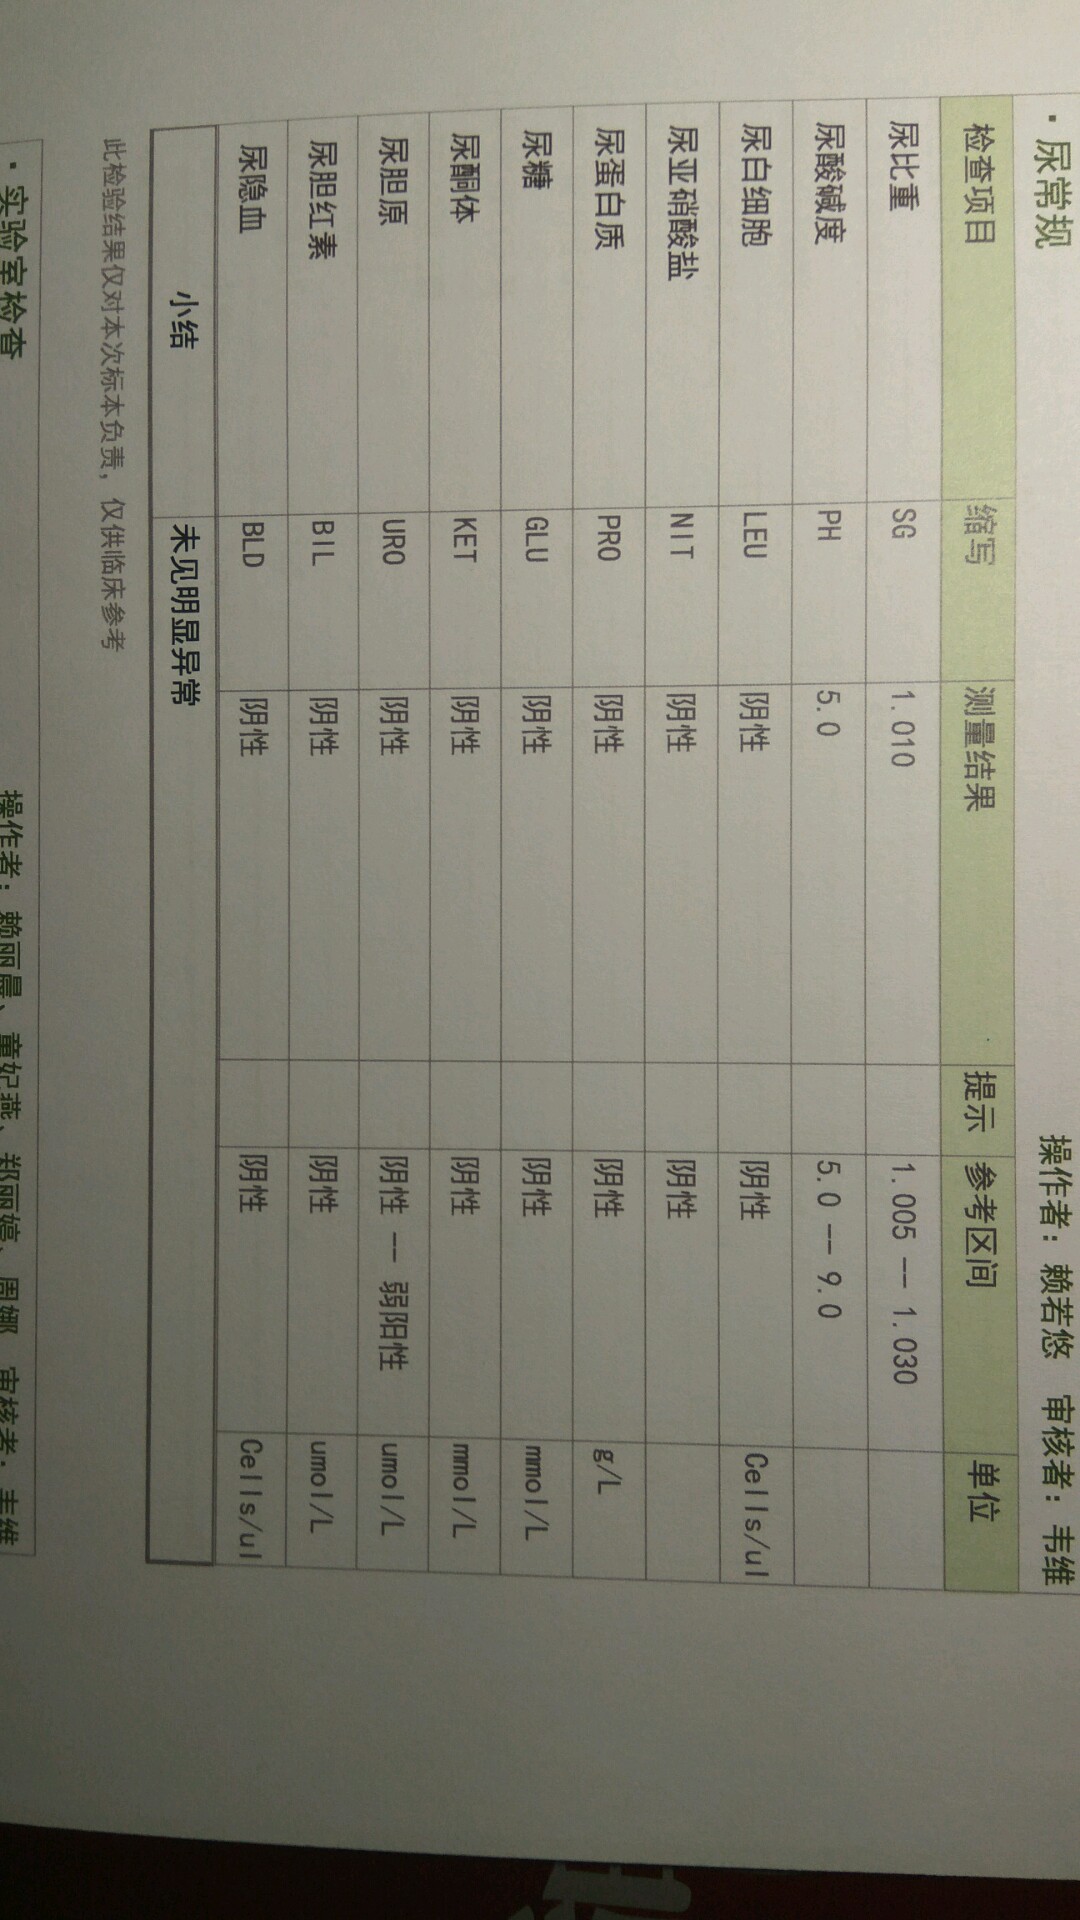 · 尿常规 操作者：赖若悠 审核者：韦维
检查项目 缩写 测量结果 提示 参考区间 单位
尿比重 SG 1.010 1.005 -- 1.030
尿酸碱度 PH 5.0 5.0 -- 9.0
尿白细胞 LEU 阴性 阴性 Cells/ul
尿亚硝酸盐 NIT 阴性 阴性
尿蛋白质 PRO 阴性 阴性 g/L
尿糖 GLU 阴性 阴性 mmol/L
尿酮体 KET 阴性 阴性 mmol/L
尿胆原 URO 阴性 阴性 -- 弱阳性 umol/L
尿胆红素 BIL 阴性 阴性 umol/L
尿隐血 BLD 阴性 阴性 Cells/ul
小结 未见明显异常
此检验结果仅对本次标本负责，仅供临床参考
· 实验室检查 操作者：赖丽晨、童妃燕、郑丽婷、周娜 审核者：韦维